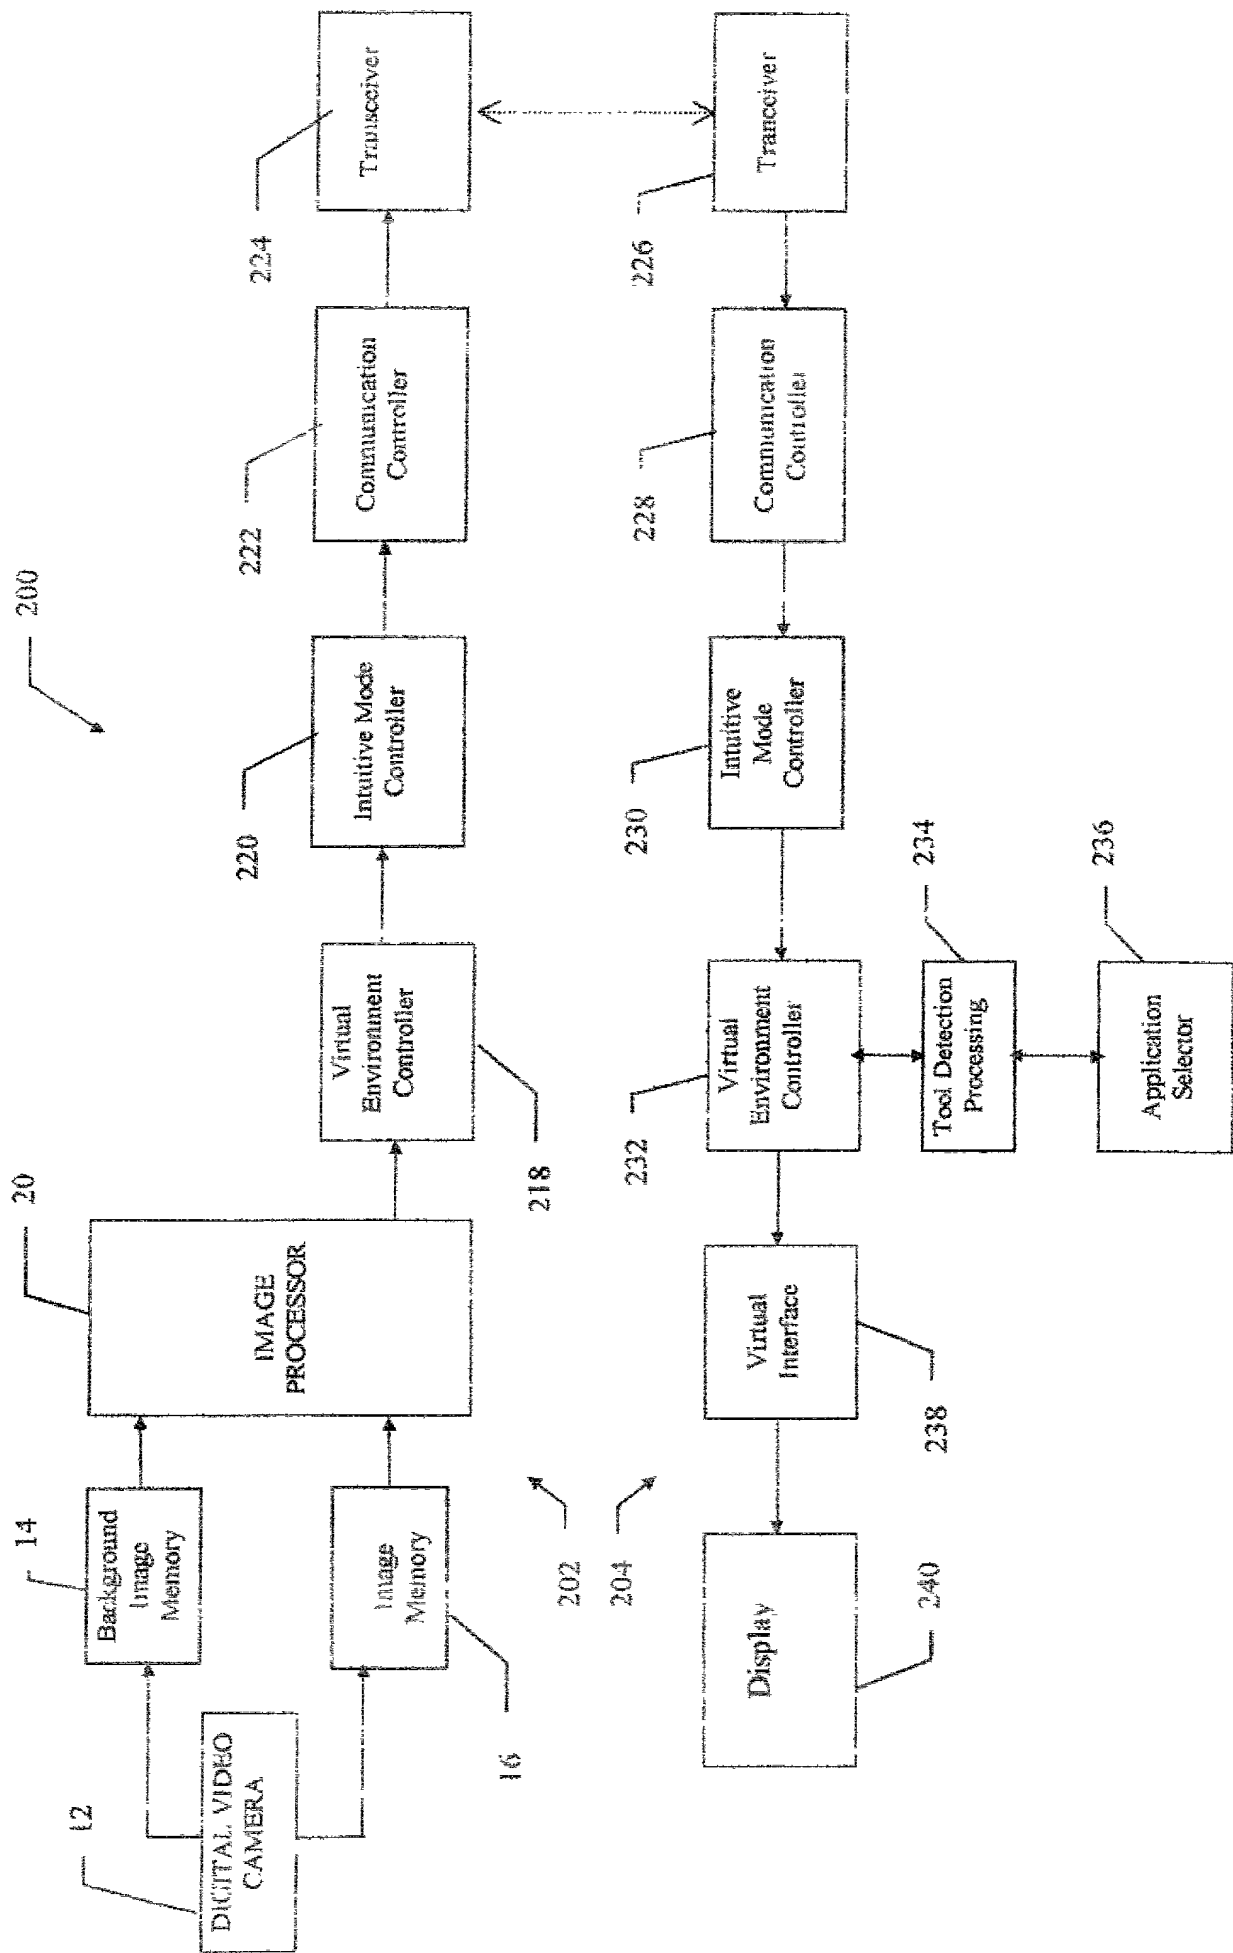 200
12
14
20
DIGITAL VIDEO
CAMERA
Background
Image
Memory
Image
Memory
16
IMAGE
PROCESSOR
Virtual
Environment
Controller
218
220
Intuitive Mode
Controller
222
Communication
Controller
224
Transceiver
202
204
226
Tranceiver
228
Communication
Controller
230
Intuitive
Mode
Controller
232
Virtual
Environment
Controller
234
Tool Detection
Processing
236
Application
Selector
Virtual
Interface
238
Display
240